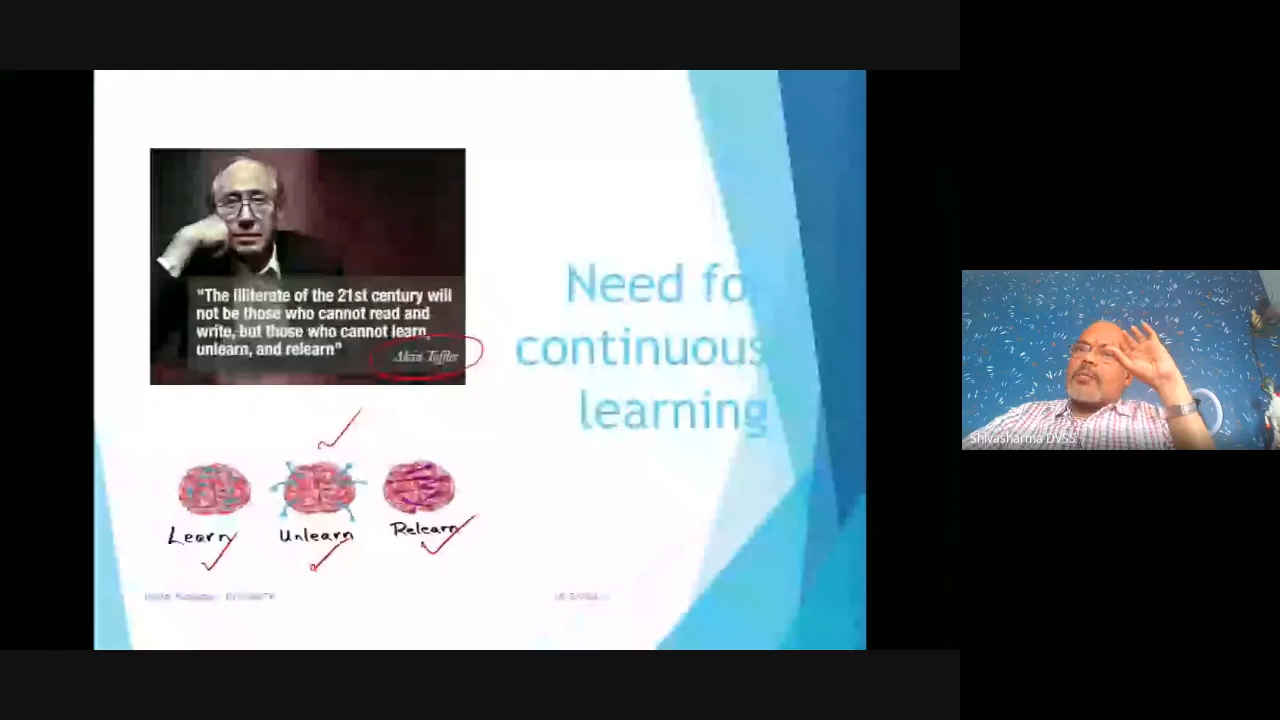 "The illiterate of the 21st century will
not be those who cannot read and
write, but those who cannot learn,
unlearn, and relearn"
Alvin Toffler
Need fo
continuous
learning
Learn
Unlearn
Relearn
Shivasharma DVSS